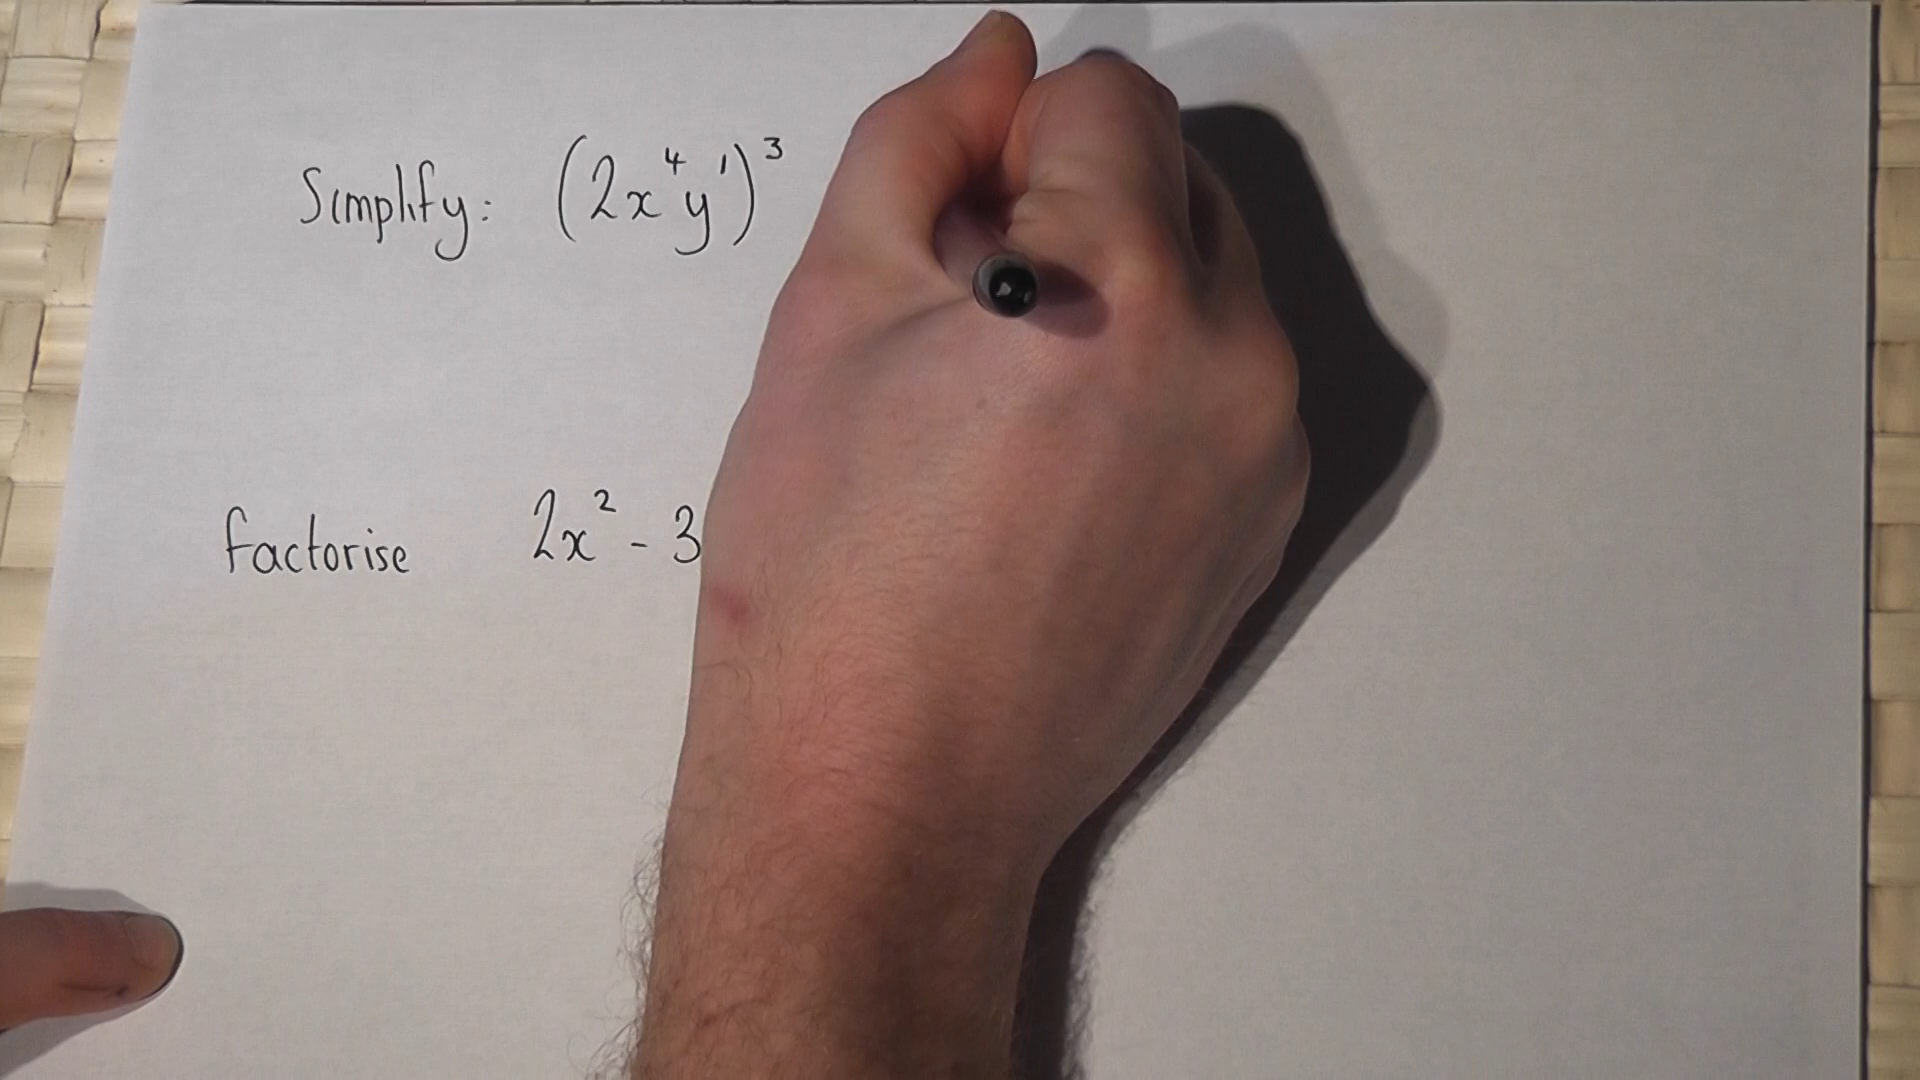 Simplify: (2x⁴y¹)³
factorise 2x² - 3